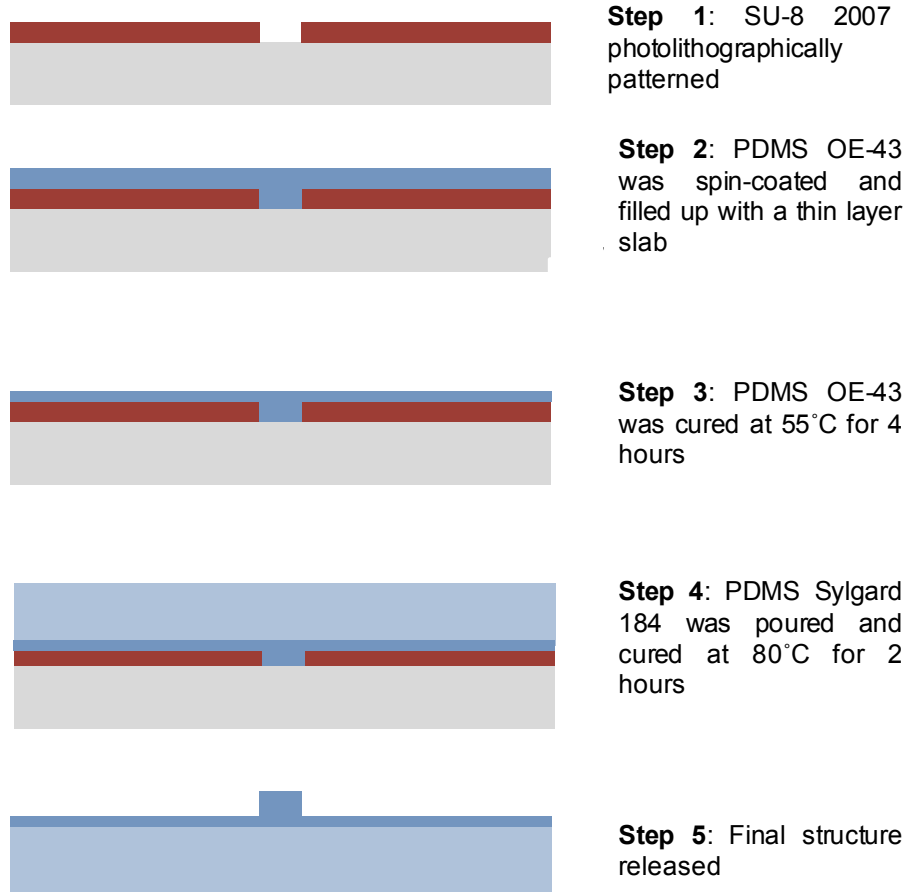 Step 1: SU-8 2007
photolithographically
patterned
Step 2: PDMS OE-43
was spin-coated and
filled up with a thin layer
slab
Step 3: PDMS OE-43
was cured at 55˚C for 4
hours
Step 4: PDMS Sylgard
184 was poured and
cured at 80˚C for 2
hours
Step 5: Final structure
released